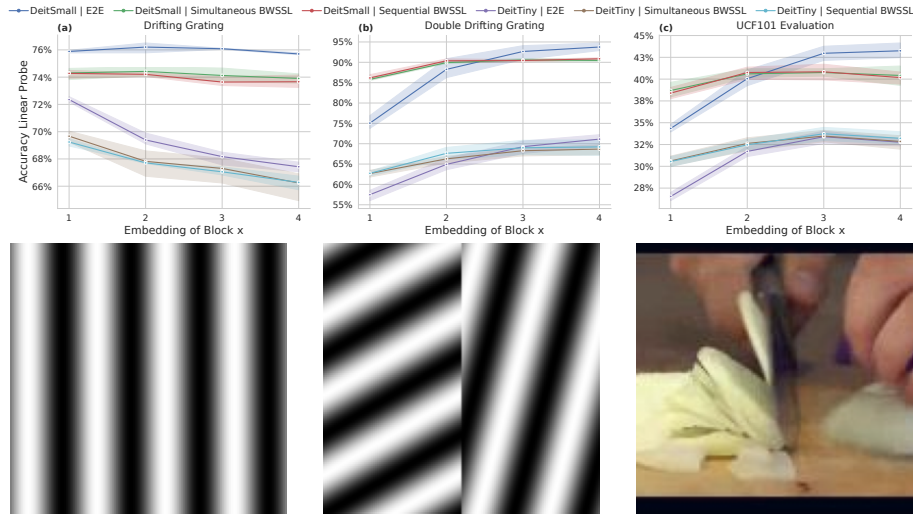 DeitSmall | E2E DeitSmall | Simultaneous BWSSL DeitSmall | Sequential BWSSL DeitTiny | E2E DeitTiny | Simultaneous BWSSL DeitTiny | Sequential BWSSL
(a) Drifting Grating
(b) Double Drifting Grating
(c) UCF101 Evaluation
Accuracy Linear Probe
76%
74%
72%
70%
68%
66%
1 2 3 4
Embedding of Block x
95%
90%
85%
80%
75%
70%
65%
60%
55%
1 2 3 4
Embedding of Block x
45%
43%
40%
38%
35%
32%
30%
28%
1 2 3 4
Embedding of Block x